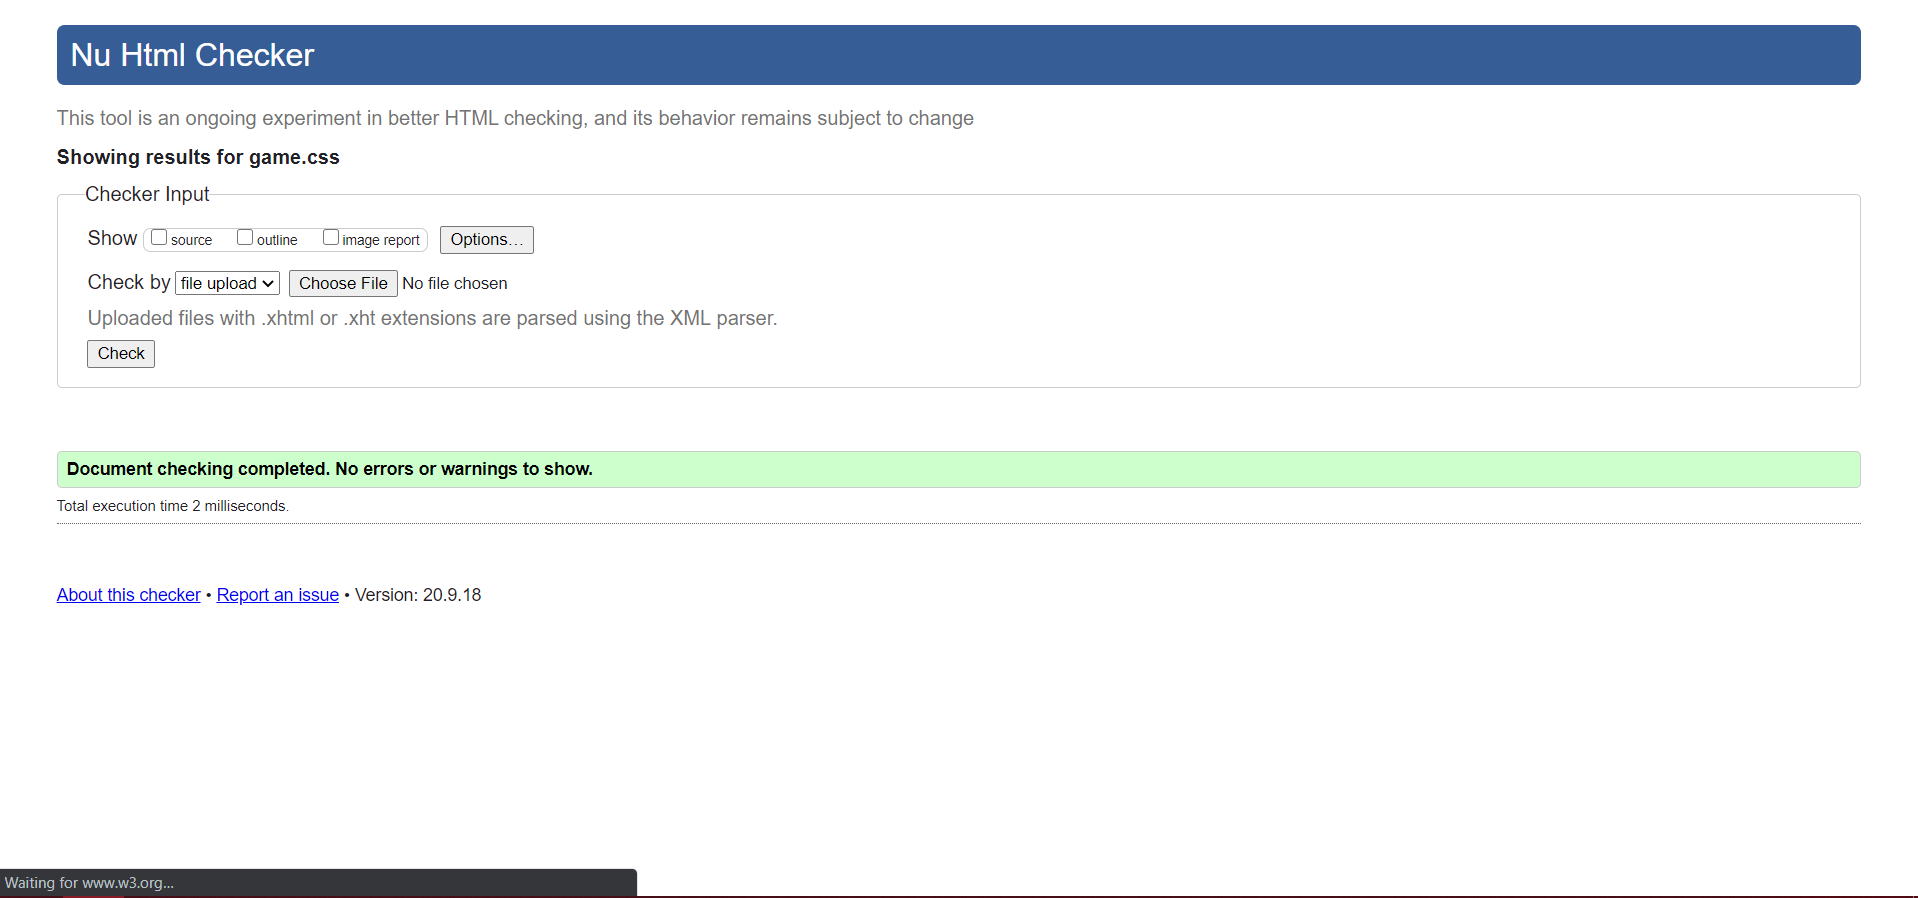 Nu Html Checker
This tool is an ongoing experiment in better HTML checking, and its behavior remains subject to change
Showing results for game.css
Checker Input
Show source outline image report Options…
Check by file upload Choose File No file chosen
Uploaded files with .xhtml or .xht extensions are parsed using the XML parser.
Check
Document checking completed. No errors or warnings to show.
Total execution time 2 milliseconds.
About this checker • Report an issue • Version: 20.9.18
Waiting for www.w3.org...